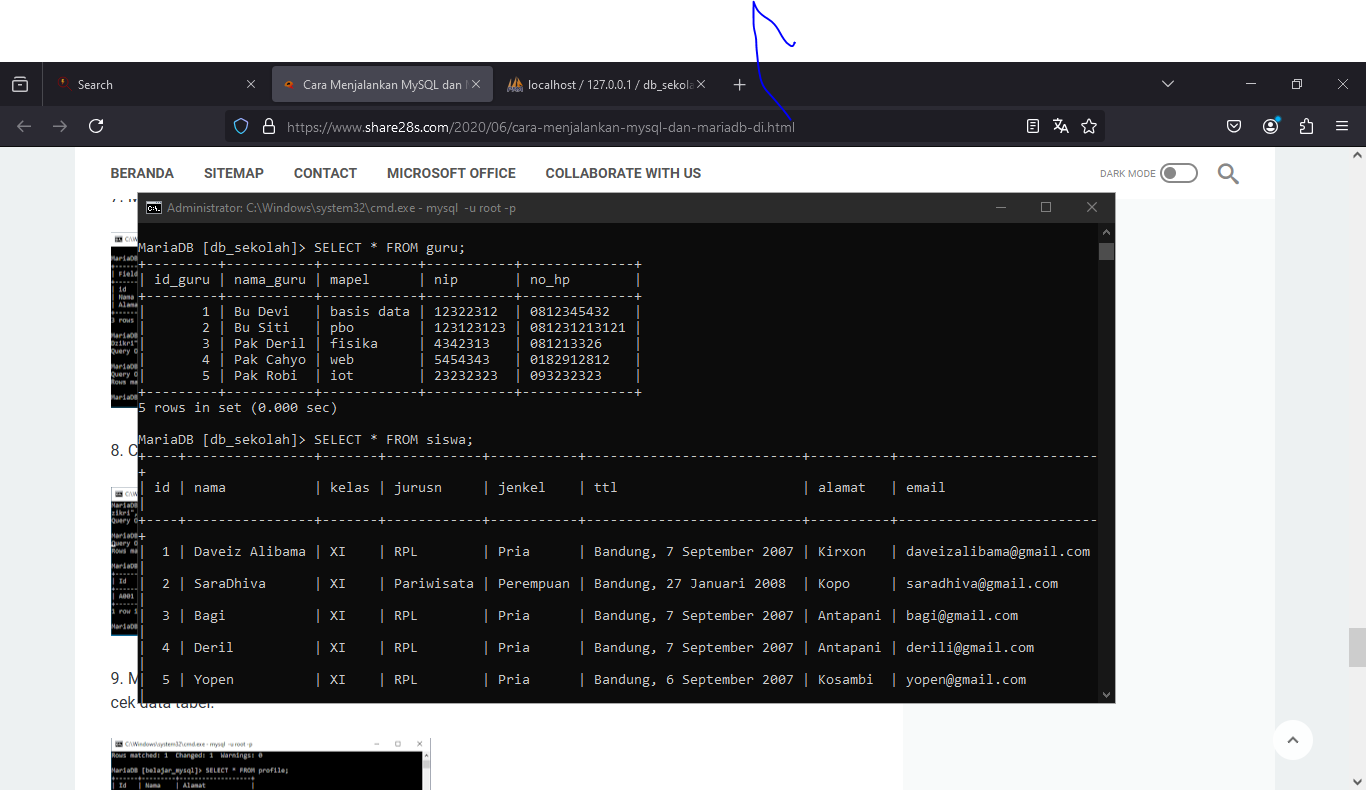 Search
Cara Menjalankan MySQL dan
localhost / 127.0.0.1 / db_sekola
https://www.share28s.com/2020/06/cara-menjalankan-mysql-dan-mariadb-di.html
BERANDA SITEMAP CONTACT MICROSOFT OFFICE COLLABORATE WITH US DARK MODE
Administrator: C:\Windows\system32\cmd.exe - mysql -u root -p
MariaDB [db_sekolah]> SELECT * FROM guru;
+---------+------------+------------+-----------+--------------+
| id_guru | nama_guru | mapel | nip | no_hp |
+---------+------------+------------+-----------+--------------+
| 1 | Bu Devi | basis data | 12322312 | 0812345432 |
| 2 | Bu Siti | pbo | 123123123 | 081231213121 |
| 3 | Pak Deril | fisika | 4342313 | 081213326 |
| 4 | Pak Cahyo | web | 5454343 | 0182912812 |
| 5 | Pak Robi | iot | 23232323 | 093232323 |
+---------+------------+------------+-----------+--------------+
5 rows in set (0.000 sec)
MariaDB [db_sekolah]> SELECT * FROM siswa;
| id | nama | kelas | jurusn | jenkel | ttl | alamat | email
|
| 1 | Daveiz Alibama | XI | RPL | Pria | Bandung, 7 September 2007 | Kirxon | daveizalibama@gmail.com
|
| 2 | SaraDhiva | XI | Pariwisata | Perempuan | Bandung, 27 Januari 2008 | Kopo | saradhiva@gmail.com
|
| 3 | Bagi | XI | RPL | Pria | Bandung, 7 September 2007 | Antapani | bagi@gmail.com
|
| 4 | Deril | XI | RPL | Pria | Bandung, 7 September 2007 | Antapani | derili@gmail.com
|
| 5 | Yopen | XI | RPL | Pria | Bandung, 6 September 2007 | Kosambi | yopen@gmail.com
|
8. C
9. M
cek data tabel.
C:\Windows\system32\cmd.exe - mysql -u root -p
Rows matched: 1 Changed: 1 Warnings: 0
MariaDB [belajar_mysql]> SELECT * FROM profile;
| Id | Nama | Alamat |